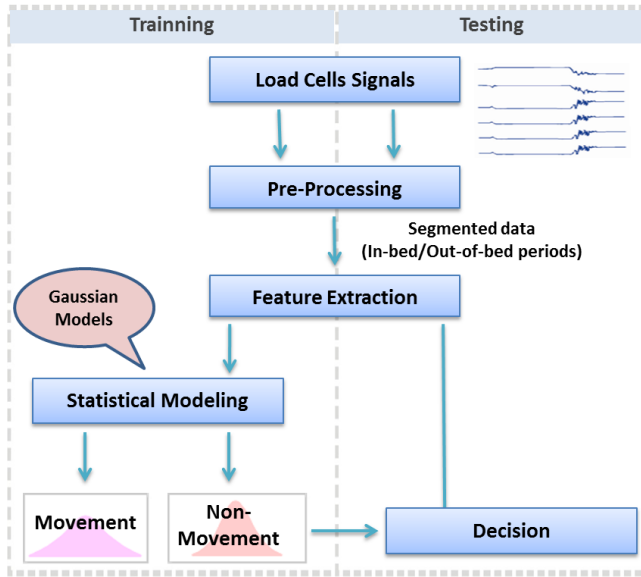 Trainning
Testing
Load Cells Signals
Pre-Processing
Segmented data
(In-bed/Out-of-bed periods)
Feature Extraction
Gaussian
Models
Statistical Modeling
Movement
Non-
Movement
Decision